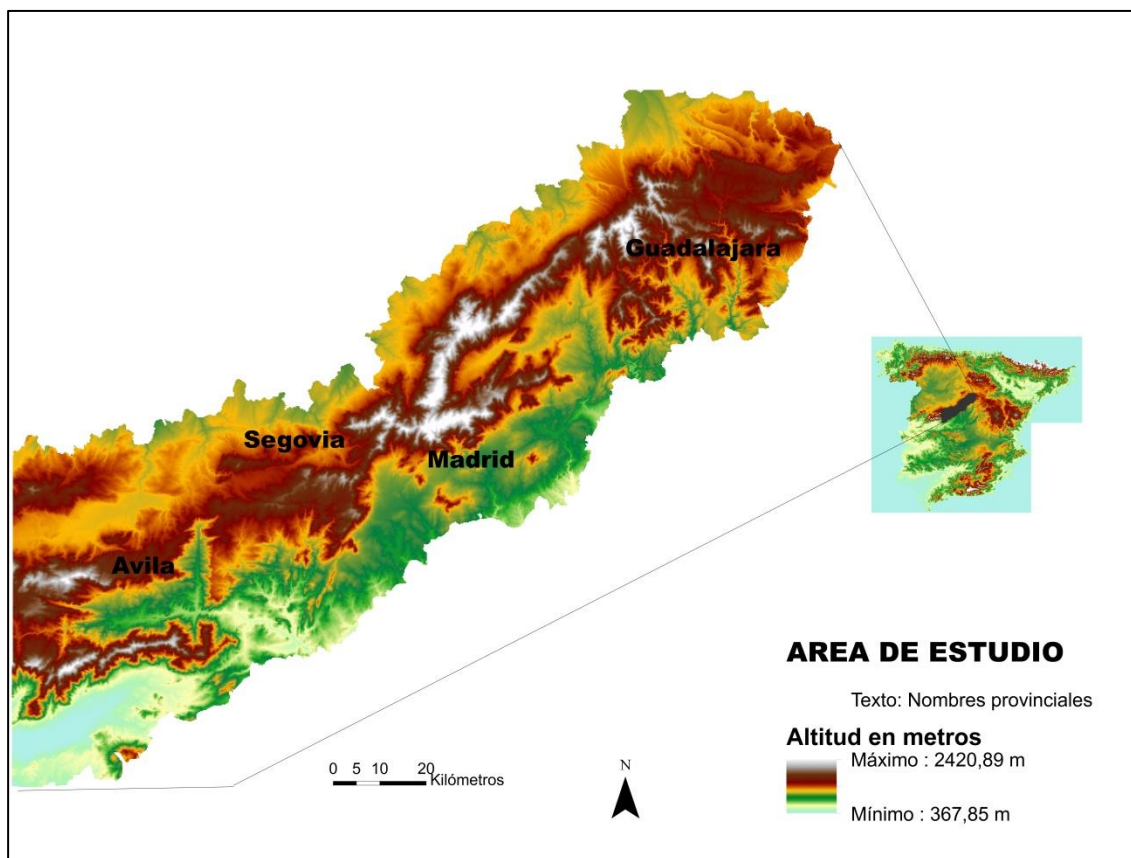 Guadalajara
Segovia
Madrid
Avila
AREA DE ESTUDIO
Texto: Nombres provinciales
Altitud en metros
Máximo : 2420,89 m
Mínimo : 367,85 m
0 5 10 20
Kilómetros
N